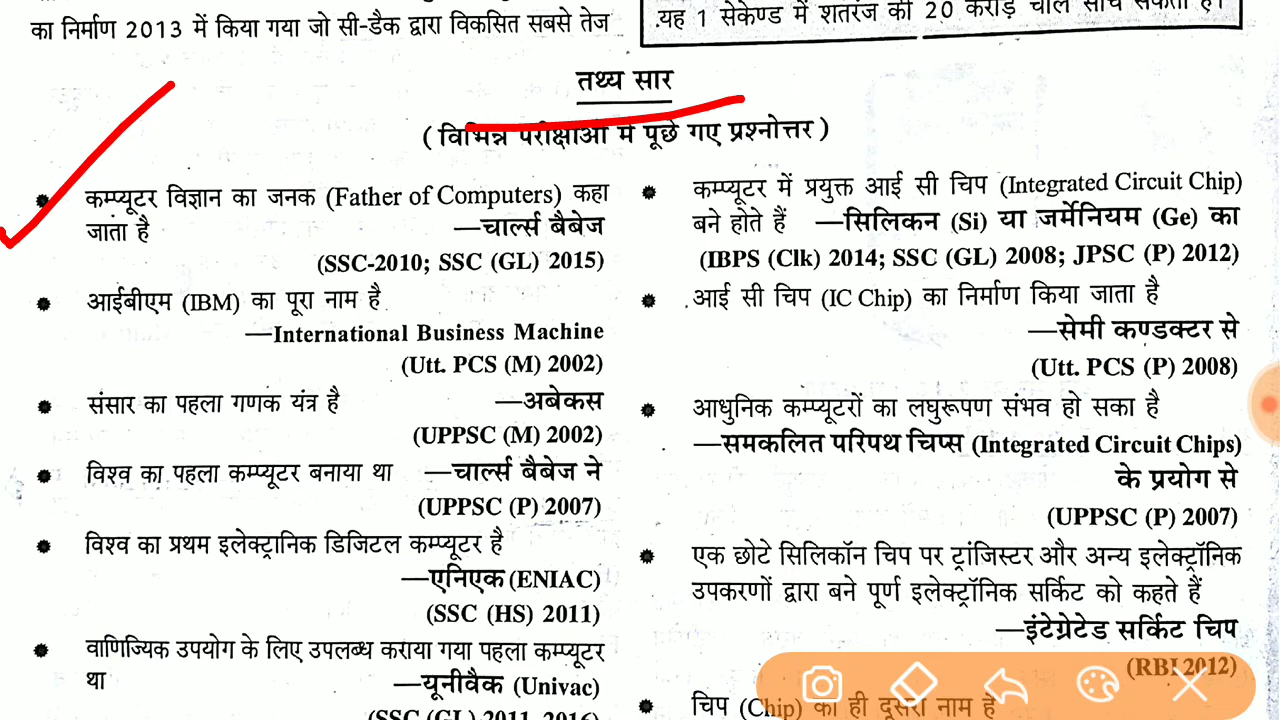 का निर्माण 2013 में किया गया जो सी-डैक द्वारा विकसित सबसे तेज
यह 1 सेकेण्ड में शतरंज की 20 करोड़ चाल सोच सकता है।
तथ्य सार
(विभिन्न परीक्षाओं में पूछे गए प्रश्नोत्तर)
कम्प्यूटर विज्ञान का जनक (Father of Computers) कहा
जाता है —चार्ल्स बैबेज
(SSC-2010; SSC (GL) 2015)
आईबीएम (IBM) का पूरा नाम है
—International Business Machine
(Utt. PCS (M) 2002)
संसार का पहला गणक यंत्र है —अबेकस
(UPPSC (M) 2002)
विश्व का पहला कम्प्यूटर बनाया था —चार्ल्स बैबेज ने
(UPPSC (P) 2007)
विश्व का प्रथम इलेक्ट्रानिक डिजिटल कम्प्यूटर है
—एनिएक (ENIAC)
(SSC (HS) 2011)
वाणिज्यिक उपयोग के लिए उपलब्ध कराया गया पहला कम्प्यूटर
था —यूनीवैक (Univac)
(SSC (GL) 2011, 2016)
कम्प्यूटर में प्रयुक्त आई सी चिप (Integrated Circuit Chip)
बने होते हैं —सिलिकन (Si) या जर्मेनियम (Ge) का
(IBPS (Clk) 2014; SSC (GL) 2008; JPSC (P) 2012)
आई सी चिप (IC Chip) का निर्माण किया जाता है
—सेमी कण्डक्टर से
(Utt. PCS (P) 2008)
आधुनिक कम्प्यूटरों का लघुरूपण संभव हो सका है
—समकलित परिपथ चिप्स (Integrated Circuit Chips)
के प्रयोग से
(UPPSC (P) 2007)
एक छोटे सिलिकॉन चिप पर ट्रांजिस्टर और अन्य इलेक्ट्रॉनिक
उपकरणों द्वारा बने पूर्ण इलेक्ट्रॉनिक सर्किट को कहते हैं
—इंटेग्रेटेड सर्किट चिप
(RBI 2012)
चिप (Chip) का ही दूसरा नाम है